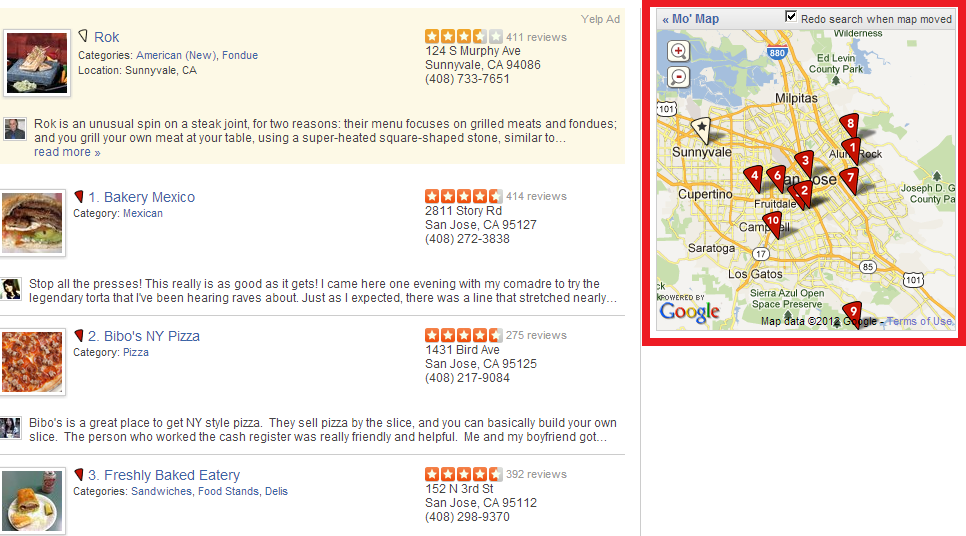 Yelp Ad
Rok
411 reviews
Categories: American (New), Fondue
124 S Murphy Ave
Location: Sunnyvale, CA
Sunnyvale, CA 94086
(408) 733-7651
Rok is an unusual spin on a steak joint, for two reasons: their menu focuses on grilled meats and fondues;
and you grill your own meat at your table, using a super-heated square-shaped stone, similar to…
read more »
1. Bakery Mexico
414 reviews
Category: Mexican
2811 Story Rd
San Jose, CA 95127
(408) 272-3838
Stop all the presses! This really is as good as it gets! I came here one evening with my comadre to try the
legendary torta that I've been hearing raves about. Just as I expected, there was a line that stretched nearly…
2. Bibo's NY Pizza
275 reviews
Category: Pizza
1431 Bird Ave
San Jose, CA 95125
(408) 217-9084
Bibo's is a great place to get NY style pizza. They sell pizza by the slice, and you can basically build your own
slice. The person who worked the cash register was really friendly and helpful. Me and my boyfriend got…
3. Freshly Baked Eatery
392 reviews
Categories: Sandwiches, Food Stands, Delis
152 N 3rd St
San Jose, CA 95112
(408) 298-9370
« Mo' Map
Redo search when map moved
Wilderness
880
Ed Levin
County Park
Milpitas
101
8
Sunnyvale
1
Alum Rock
3
4
6
San Jose
7
Cupertino
2
Joseph D. G
County Pa
Fruitdale
10
Campbell
Saratoga
17
85
Los Gatos
101
Sierra Azul Open
Space Preserve
POWERED BY
Google
9
Map data ©2012 Google - Terms of Use